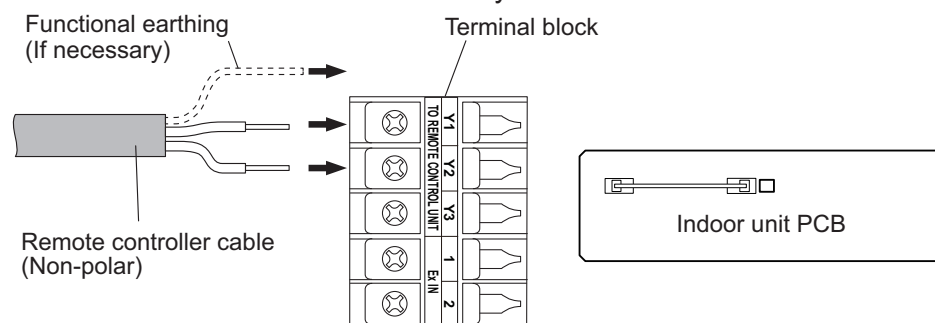 Functional earthing
(If necessary)
Terminal block
Remote controller cable
(Non-polar)
TO REMOTE CONTROL UNIT
Y1
Y2
Y3
Ex IN
1
2
Indoor unit PCB